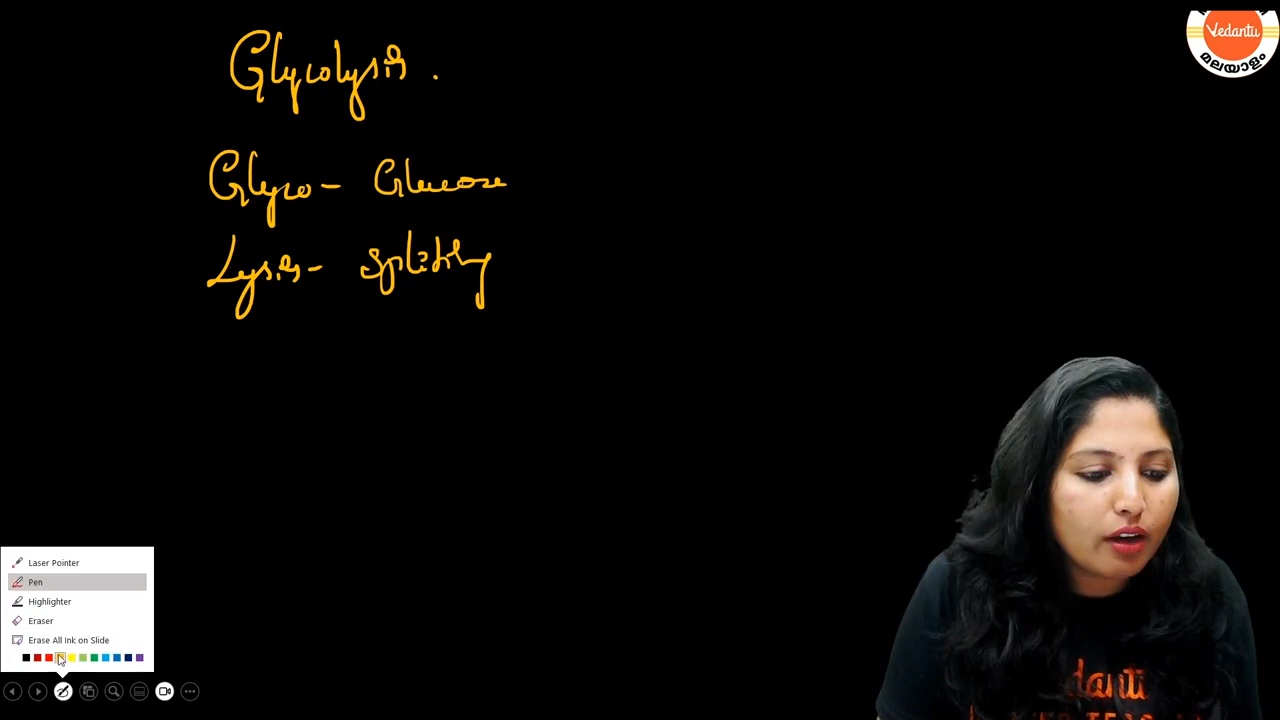 Glycolysis.
Glyco - Glucose
Lysis - splitting
Vedantu
മലയാളം
Laser Pointer
Pen
Highlighter
Eraser
Erase All Ink on Slide